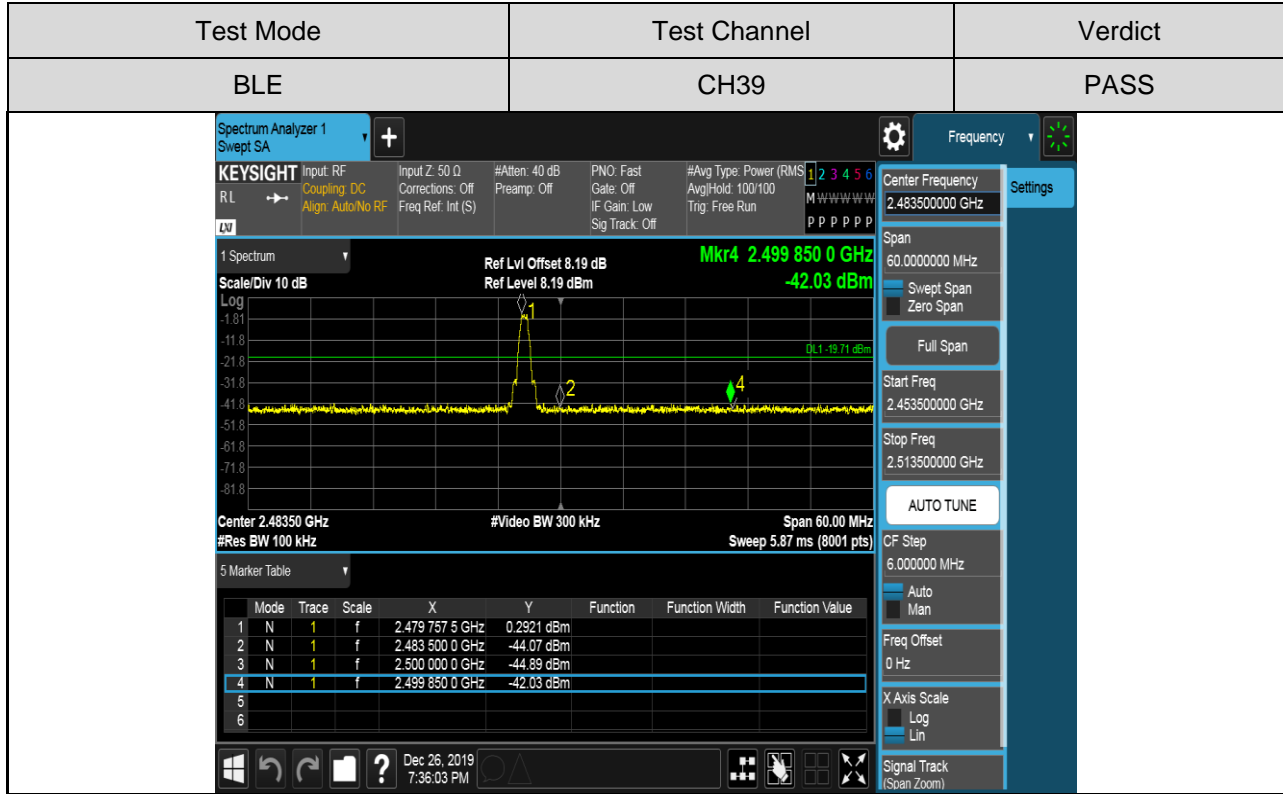 Test Mode Test Channel Verdict
BLE CH39 PASS
Spectrum Analyzer 1
Swept SA
+
Frequency
KEYSIGHT Input: RF Input Z: 50 Ω #Atten: 40 dB PNO: Fast #Avg Type: Power (RMS 1 2 3 4 5 6
RL Coupling: DC Corrections: Off Preamp: Off Gate: Off Avg|Hold: 100/100 M W W W W W
Align: Auto/No RF Freq Ref: Int (S) IF Gain: Low Trig: Free Run
LXI Sig Track: Off P P P P P P
1 Spectrum
Ref Lvl Offset 8.19 dB Mkr4 2.499 850 0 GHz
Scale/Div 10 dB Ref Level 8.19 dBm -42.03 dBm
Log
1
-1.81
-11.8
DL1 -19.71 dBm
-21.8
-31.8
2 4
-41.8
-51.8
-61.8
-71.8
-81.8
Center 2.48350 GHz #Video BW 300 kHz Span 60.00 MHz
#Res BW 100 kHz Sweep 5.87 ms (8001 pts)
5 Marker Table
Mode Trace Scale X Y Function Function Width Function Value
1 N 1 f 2.479 757 5 GHz 0.2921 dBm
2 N 1 f 2.483 500 0 GHz -44.07 dBm
3 N 1 f 2.500 000 0 GHz -44.89 dBm
4 N 1 f 2.499 850 0 GHz -42.03 dBm
5
6
?
Dec 26, 2019
7:36:03 PM
Center Frequency
2.483500000 GHz
Settings
Span
60.0000000 MHz
Swept Span
Zero Span
Full Span
Start Freq
2.453500000 GHz
Stop Freq
2.513500000 GHz
AUTO TUNE
CF Step
6.000000 MHz
Auto
Man
Freq Offset
0 Hz
X Axis Scale
Log
Lin
Signal Track
(Span Zoom)